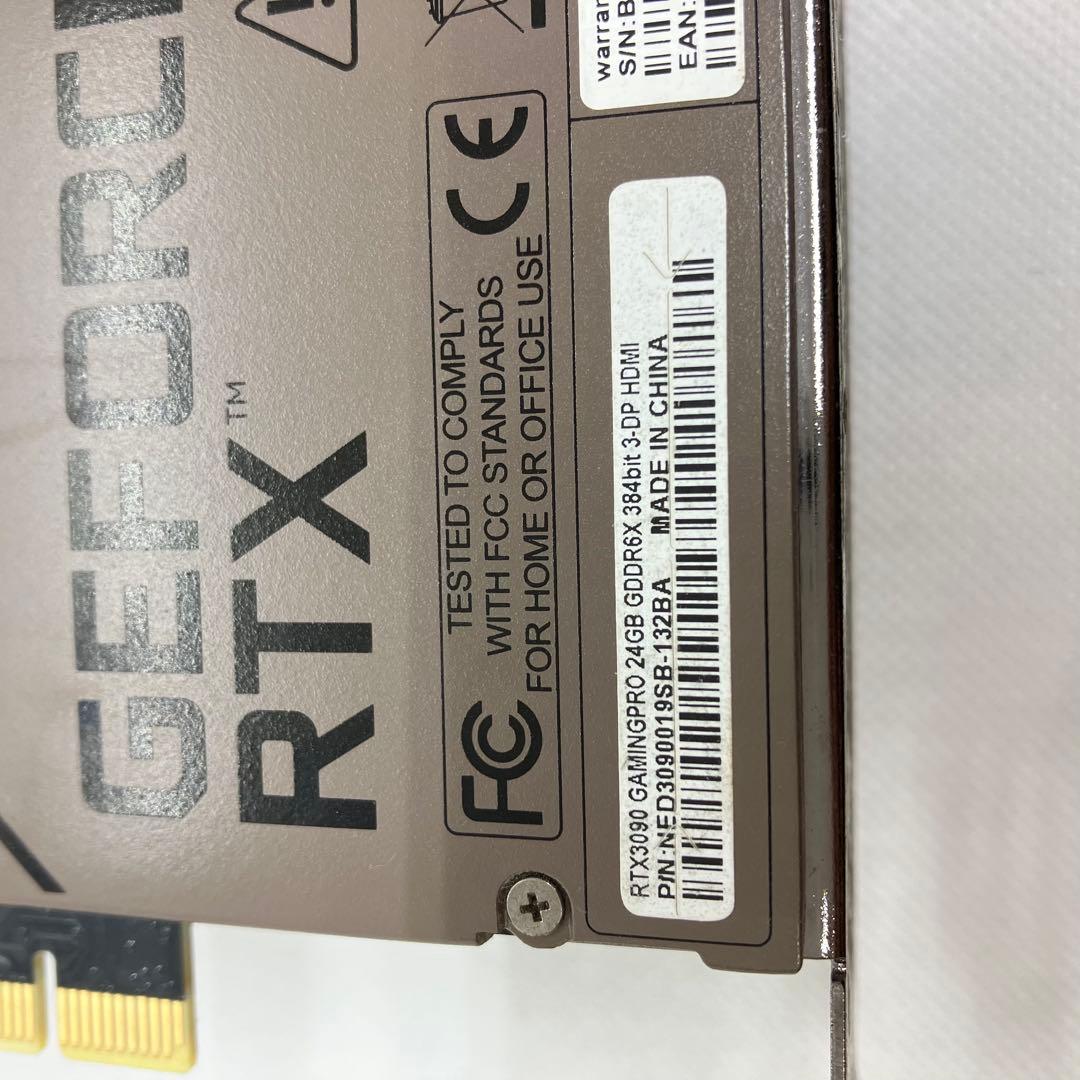 GEFORC
RTX™
FC
TESTED TO COMPLY
WITH FCC STANDARDS
FOR HOME OR OFFICE USE
CE
warran
S/N:B
EAN:
RTX3090 GAMINGPRO 24GB GDDR6X 384bit 3-DP HDMI
P/N:NED3090019SB-132BA MADE IN CHINA